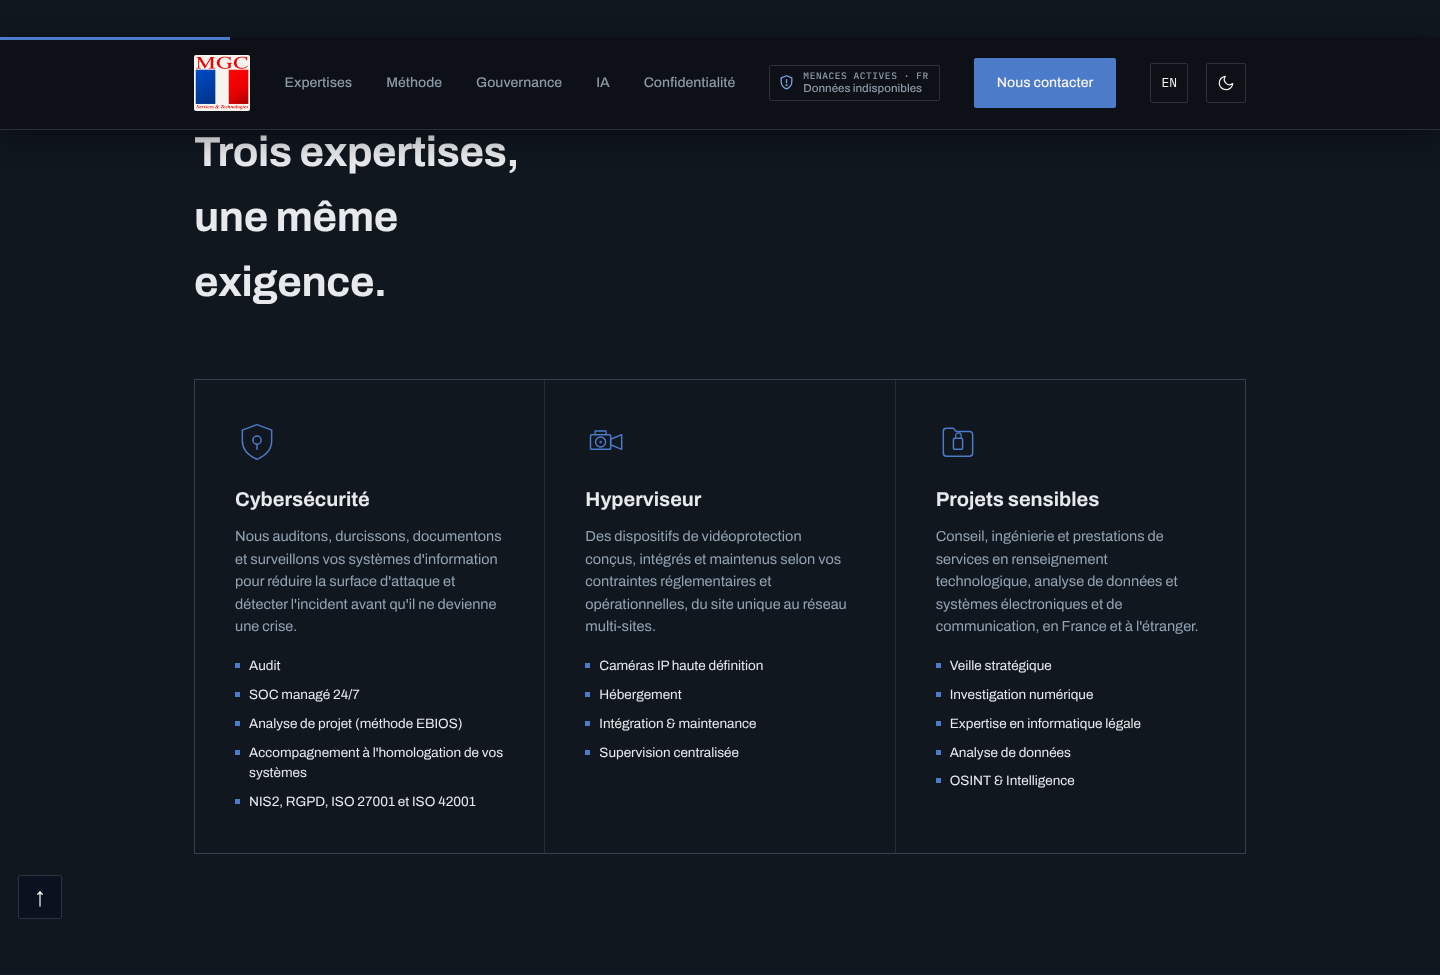 MGC
Services & Technologies
Expertises
Méthode
Gouvernance
IA
Confidentialité
MENACES ACTIVES · FR
Données indisponibles
Nous contacter
EN
Trois expertises,
une même
exigence.
Cybersécurité
Nous auditons, durcissons, documentons
et surveillons vos systèmes d'information
pour réduire la surface d'attaque et
détecter l'incident avant qu'il ne devienne
une crise.
Audit
SOC managé 24/7
Analyse de projet (méthode EBIOS)
Accompagnement à l'homologation de vos
systèmes
NIS2, RGPD, ISO 27001 et ISO 42001
Hyperviseur
Des dispositifs de vidéoprotection
conçus, intégrés et maintenus selon vos
contraintes réglementaires et
opérationnelles, du site unique au réseau
multi-sites.
Caméras IP haute définition
Hébergement
Intégration & maintenance
Supervision centralisée
Projets sensibles
Conseil, ingénierie et prestations de
services en renseignement
technologique, analyse de données et
systèmes électroniques et de
communication, en France et à l'étranger.
Veille stratégique
Investigation numérique
Expertise en informatique légale
Analyse de données
OSINT & Intelligence